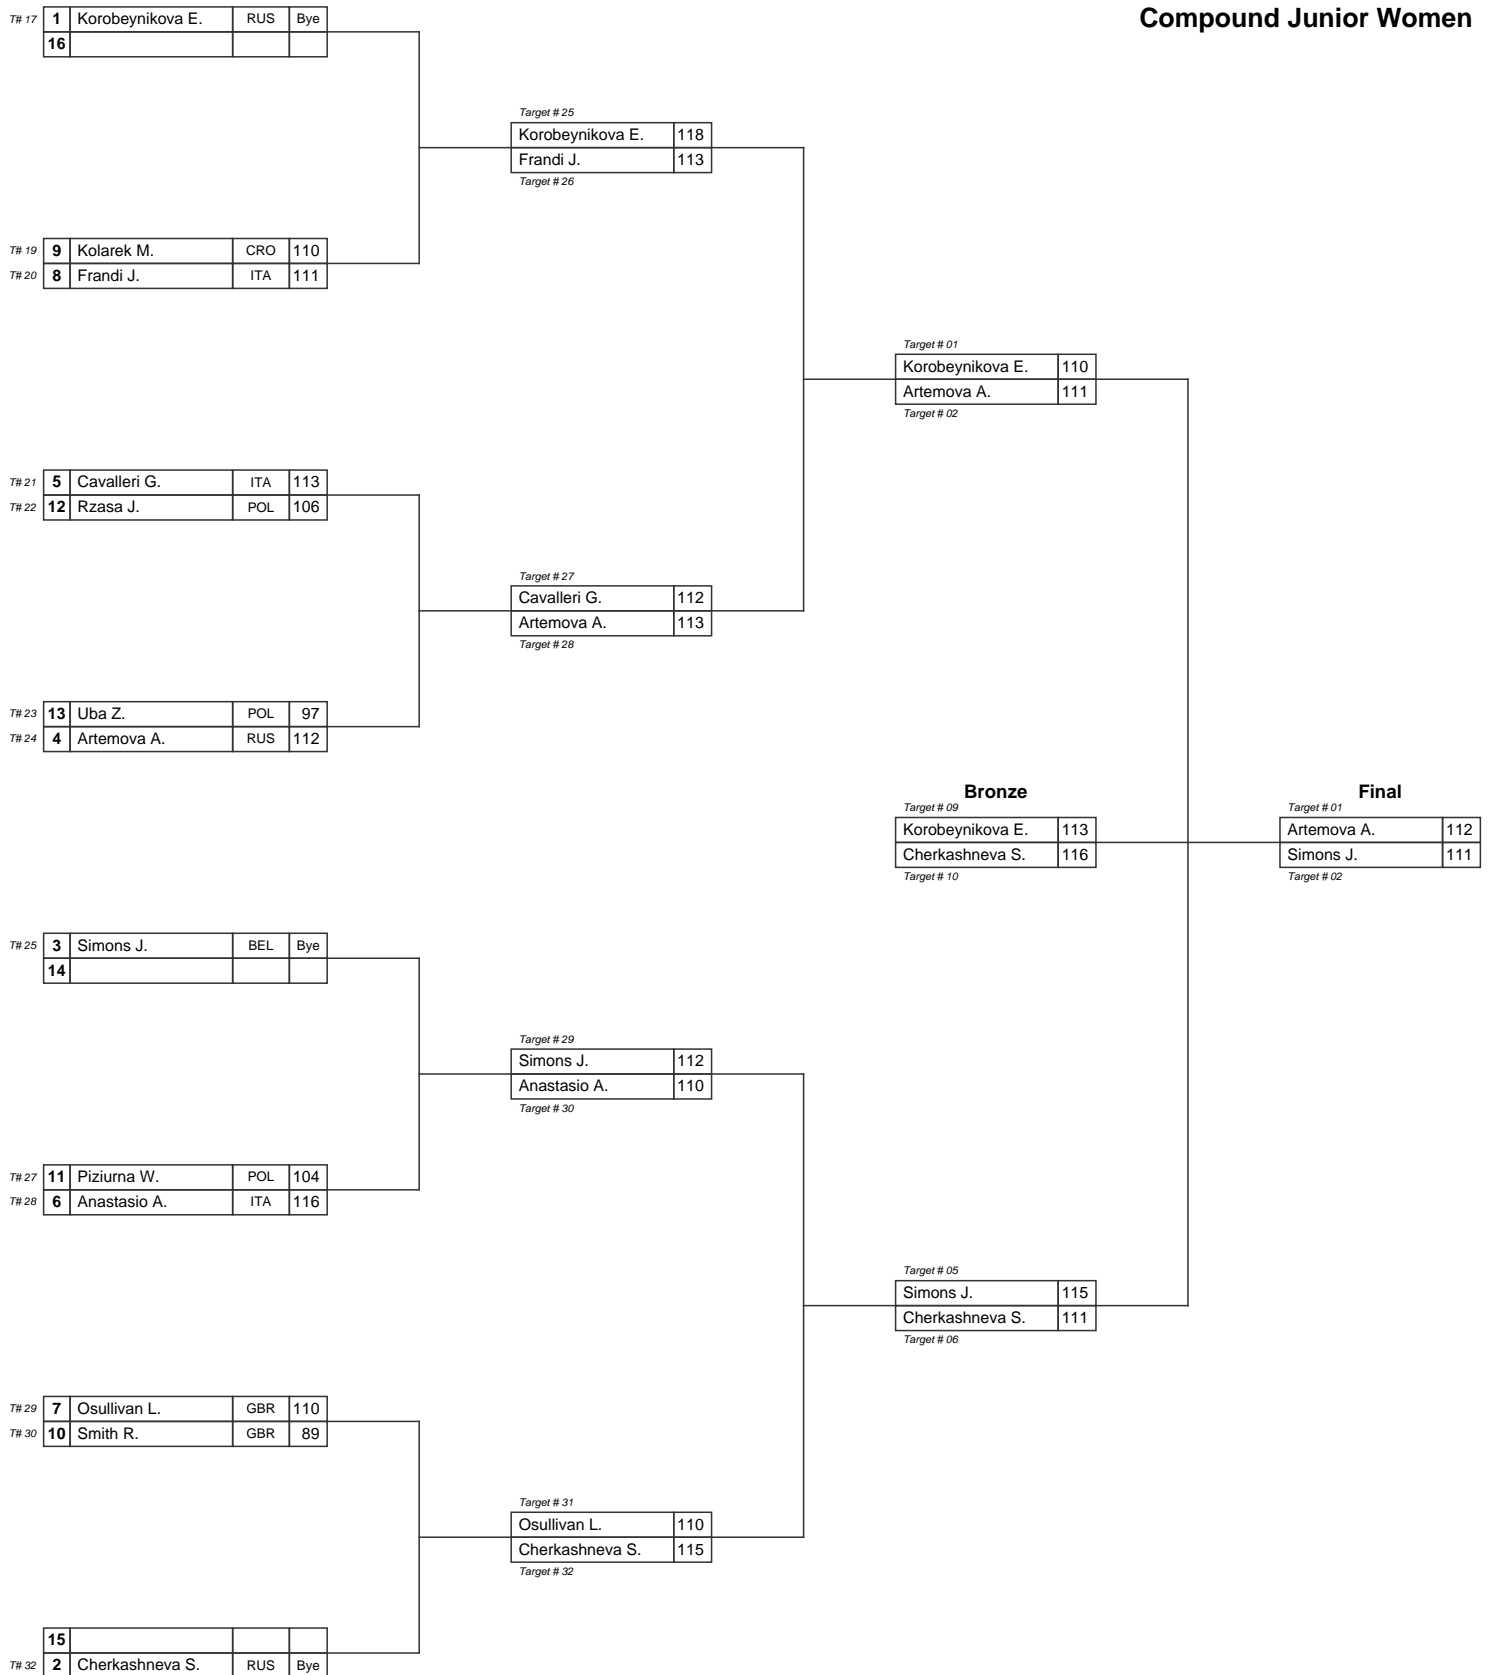 Compound Junior Women
T# 17 1 Korobeynikova E. RUS Bye
16
Target # 25
Korobeynikova E. 118
Frandi J. 113
Target # 26
T# 19 9 Kolarek M. CRO 110
T# 20 8 Frandi J. ITA 111
Target # 01
Korobeynikova E. 110
Artemova A. 111
Target # 02
T# 21 5 Cavalleri G. ITA 113
T# 22 12 Rzasa J. POL 106
Target # 27
Cavalleri G. 112
Artemova A. 113
Target # 28
T# 23 13 Uba Z. POL 97
T# 24 4 Artemova A. RUS 112
Bronze
Target # 09
Korobeynikova E. 113
Cherkashneva S. 116
Target # 10
Final
Target # 01
Artemova A. 112
Simons J. 111
Target # 02
T# 25 3 Simons J. BEL Bye
14
Target # 29
Simons J. 112
Anastasio A. 110
Target # 30
T# 27 11 Piziurna W. POL 104
T# 28 6 Anastasio A. ITA 116
Target # 05
Simons J. 115
Cherkashneva S. 111
Target # 06
T# 29 7 Osullivan L. GBR 110
T# 30 10 Smith R. GBR 89
Target # 31
Osullivan L. 110
Cherkashneva S. 115
Target # 32
15
T# 32 2 Cherkashneva S. RUS Bye